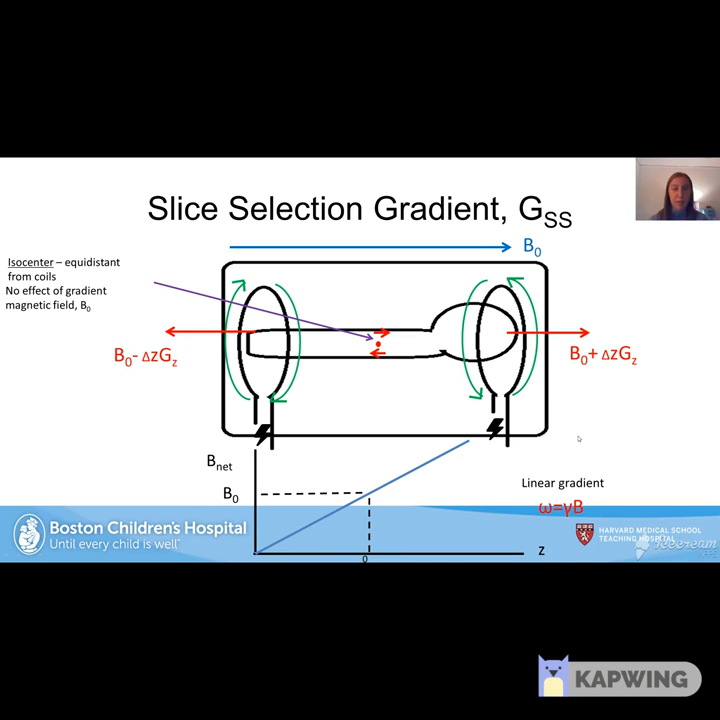 Slice Selection Gradient, GSS
B0
Isocenter – equidistant
from coils
No effect of gradient
magnetic field, B0
B0- ΔzGz
B0+ ΔzGz
Bnet
B0
Linear gradient
ω=γB
Boston Children's Hospital
Until every child is well™
HARVARD MEDICAL SCHOOL
TEACHING HOSPITAL
z
0
KAPWING